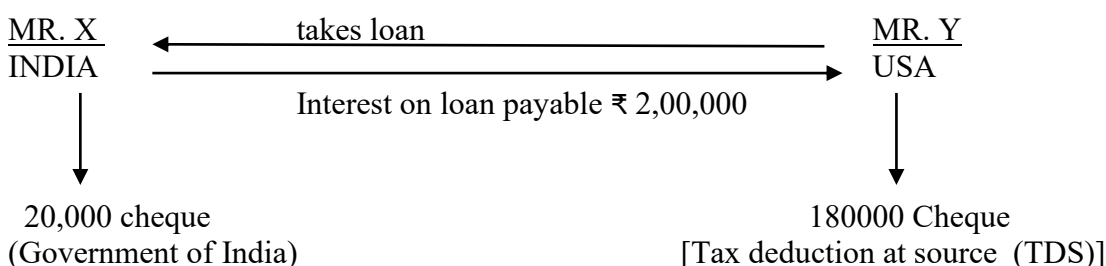 MR. X takes loan MR. Y
INDIA USA
Interest on loan payable ₹ 2,00,000
20,000 cheque 180000 Cheque
(Government of India) [Tax deduction at source (TDS)]